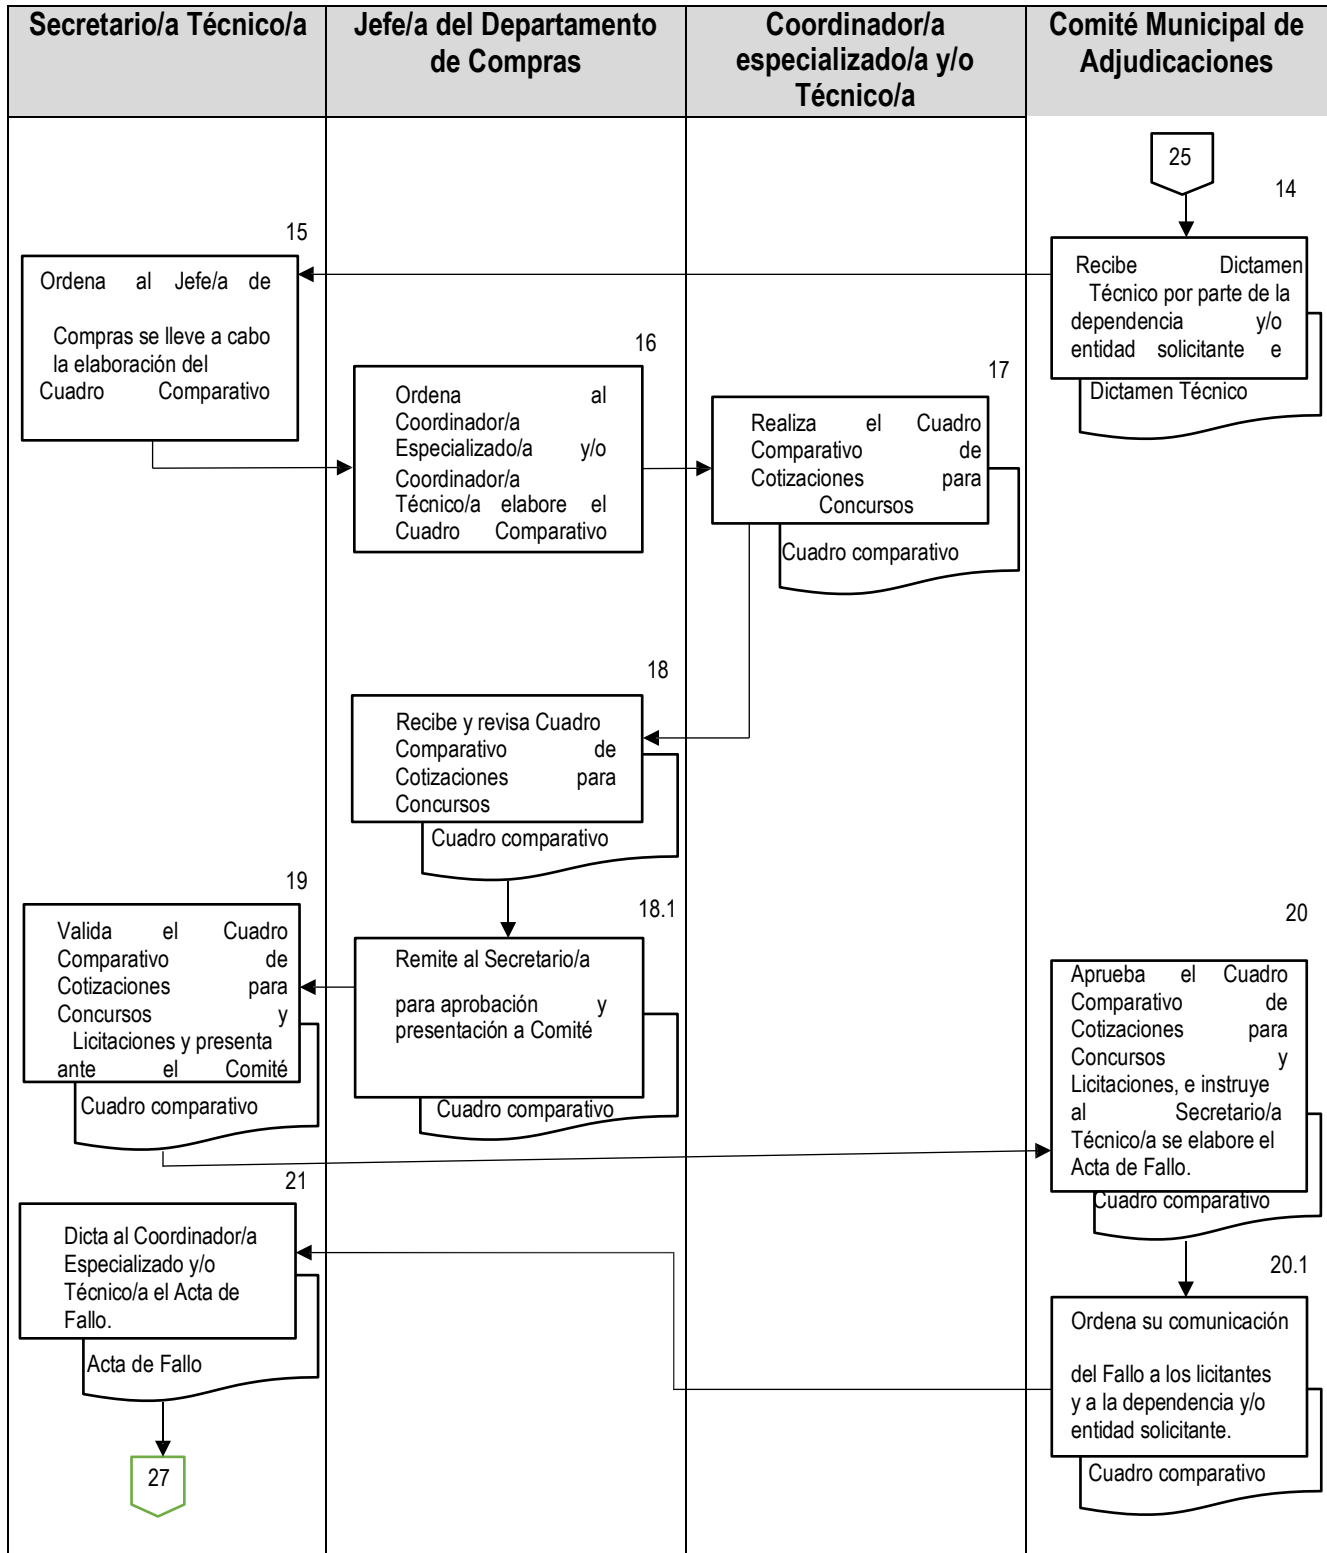 Secretario/a Técnico/a
Jefe/a del Departamento
de Compras
Coordinador/a
especializado/a y/o
Técnico/a
Comité Municipal de
Adjudicaciones
25
14
Recibe Dictamen
Técnico por parte de la
dependencia y/o
entidad solicitante e
Dictamen Técnico
15
Ordena al Jefe/a de
Compras se lleve a cabo
la elaboración del
Cuadro Comparativo
16
Ordena al
Coordinador/a
Especializado/a y/o
Coordinador/a
Técnico/a elabore el
Cuadro Comparativo
17
Realiza el Cuadro
Comparativo de
Cotizaciones para
Concursos
Cuadro comparativo
18
Recibe y revisa Cuadro
Comparativo de
Cotizaciones para
Concursos
Cuadro comparativo
18.1
Remite al Secretario/a
para aprobación y
presentación a Comité
Cuadro comparativo
19
Valida el Cuadro
Comparativo de
Cotizaciones para
Concursos y
Licitaciones y presenta
ante el Comité
Cuadro comparativo
20
Aprueba el Cuadro
Comparativo de
Cotizaciones para
Concursos y
Licitaciones, e instruye
al Secretario/a
Técnico/a se elabore el
Acta de Fallo.
Cuadro comparativo
20.1
Ordena su comunicación
del Fallo a los licitantes
y a la dependencia y/o
entidad solicitante.
Cuadro comparativo
21
Dicta al Coordinador/a
Especializado y/o
Técnico/a el Acta de
Fallo.
Acta de Fallo
27